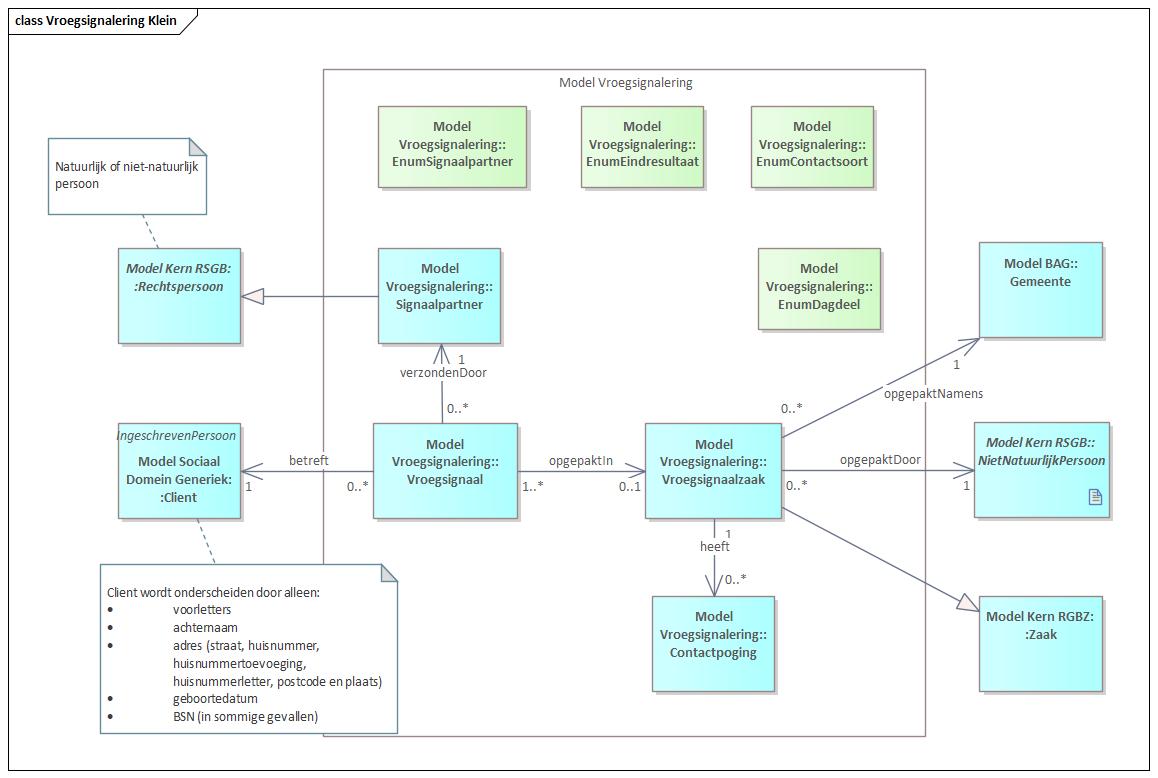 class Vroegsignalering Klein
Model Vroegsignalering
Model
Vroegsignalering::
EnumSignaalpartner
Model
Vroegsignalering::
EnumEindresultaat
Model
Vroegsignalering::
EnumContactsoort
Natuurlijk of niet-natuurlijk
persoon
Model Kern RSGB:
:Rechtspersoon
Model
Vroegsignalering::
Signaalpartner
Model
Vroegsignalering::
EnumDagdeel
Model BAG::
Gemeente
1
verzondenDoor
0..*
1
opgepaktNamens
0..*
IngeschrevenPersoon
Model Sociaal
Domein Generiek:
:Client
betreft
1
0..*
Model
Vroegsignalering::
Vroegsignaal
opgepaktIn
1..*
0..1
Model
Vroegsignalering::
Vroegsignaalzaak
opgepaktDoor
0..*
1
Model Kern RSGB::
NietNatuurlijkPersoon
1
heeft
0..*
Client wordt onderscheiden door alleen:
• voorletters
• achternaam
• adres (straat, huisnummer,
huisnummertoevoeging,
huisnummerletter, postcode en plaats)
• geboortedatum
• BSN (in sommige gevallen)
Model
Vroegsignalering::
Contactpoging
Model Kern RGBZ:
:Zaak